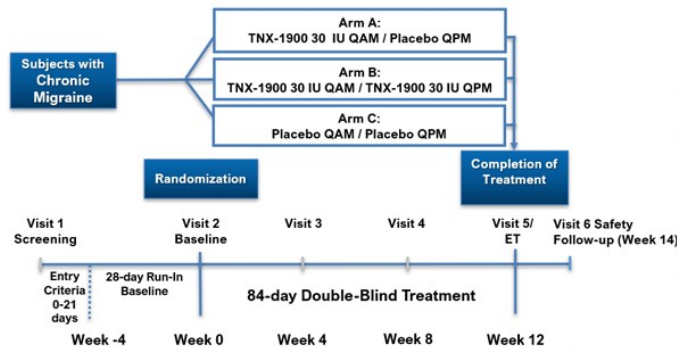 Arm A:
TNX-1900 30 IU QAM / Placebo QPM
Subjects with
Chronic
Migraine
Arm B:
TNX-1900 30 IU QAM / TNX-1900 30 IU QPM
Arm C:
Placebo QAM / Placebo QPM
Randomization
Completion of
Treatment
Visit 1
Screening
Visit 2
Baseline
Visit 3
Visit 4
Visit 5/
ET
Visit 6 Safety
Follow-up (Week 14)
Entry
Criteria
0-21
days
28-day Run-In
Baseline
84-day Double-Blind Treatment
Week -4
Week 0
Week 4
Week 8
Week 12